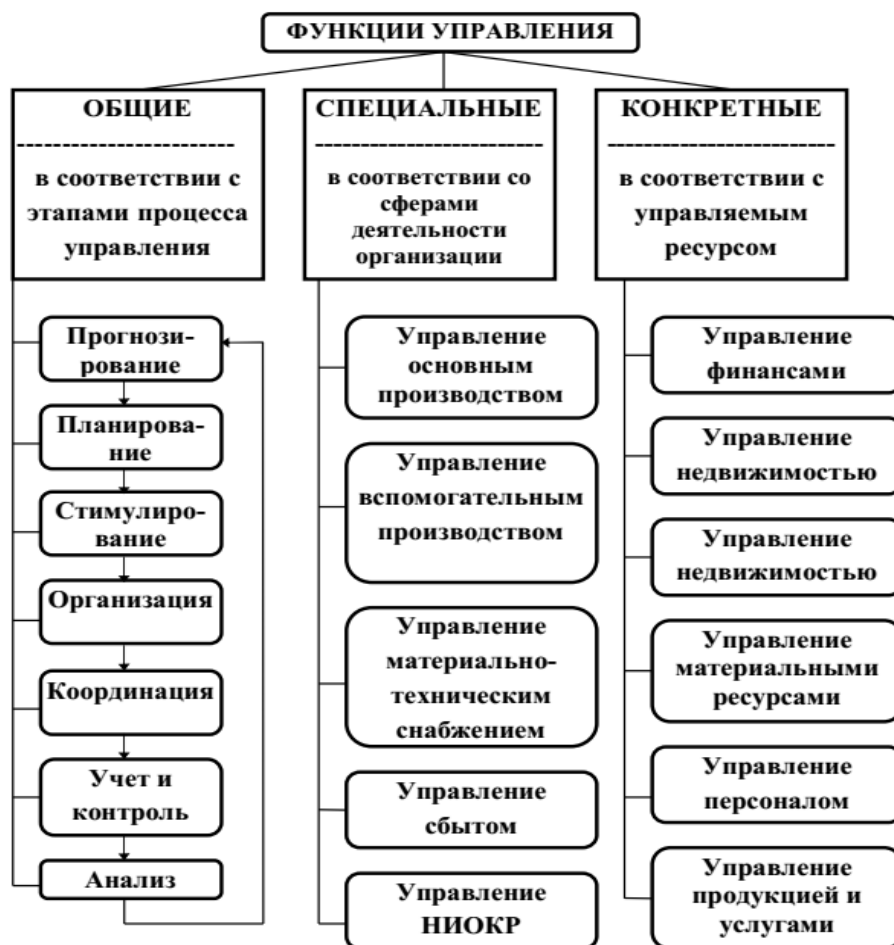 ФУНКЦИИ УПРАВЛЕНИЯ
ОБЩИЕ
------------------------
в соответствии с
этапами процесса
управления
Прогнози-
рование
Планирова-
ние
Стимулиро-
вание
Организация
Координация
Учет и
контроль
Анализ
СПЕЦИАЛЬНЫЕ
-------------------------
в соответствии со
сферами
деятельности
организации
Управление
основным
производством
Управление
вспомогательным
производством
Управление
материально-
техническим
снабжением
Управление
сбытом
Управление
НИОКР
КОНКРЕТНЫЕ
-------------------------
в соответствии с
управляемым
ресурсом
Управление
финансами
Управление
недвижимостью
Управление
недвижимостью
Управление
материальными
ресурсами
Управление
персоналом
Управление
продукцией и
услугами